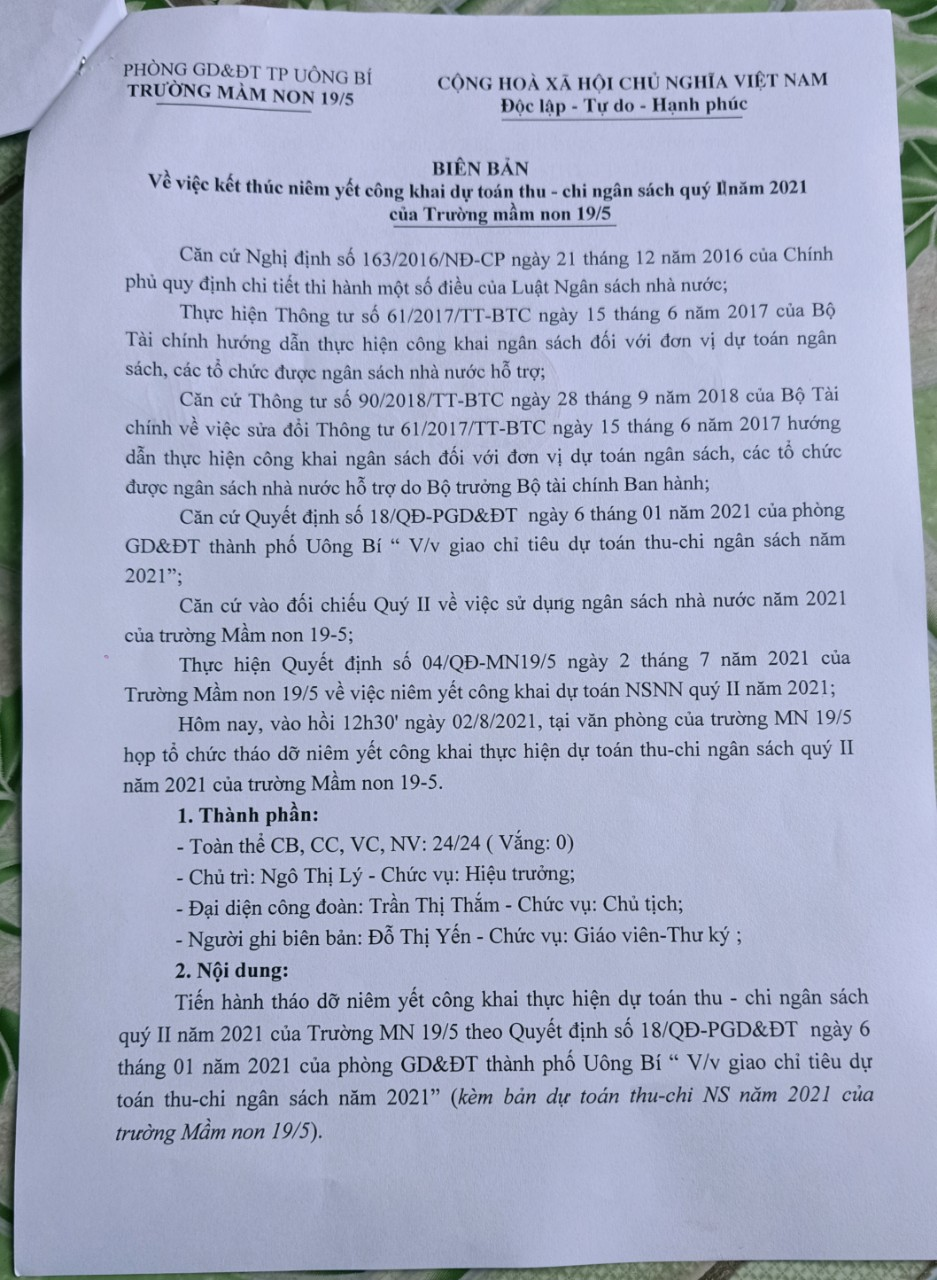 PHÒNG GD&ĐT TP UÔNG BÍ
TRƯỜNG MẦM NON 19/5
CỘNG HOÀ XÃ HỘI CHỦ NGHĨA VIỆT NAM
Độc lập - Tự do - Hạnh phúc
BIÊN BẢN
Về việc kết thúc niêm yết công khai dự toán thu - chi ngân sách quý II năm 2021
của Trường mầm non 19/5
Căn cứ Nghị định số 163/2016/NĐ-CP ngày 21 tháng 12 năm 2016 của Chính
phủ quy định chi tiết thi hành một số điều của Luật Ngân sách nhà nước;
Thực hiện Thông tư số 61/2017/TT-BTC ngày 15 tháng 6 năm 2017 của Bộ
Tài chính hướng dẫn thực hiện công khai ngân sách đối với đơn vị dự toán ngân
sách, các tổ chức được ngân sách nhà nước hỗ trợ;
Căn cứ Thông tư số 90/2018/TT-BTC ngày 28 tháng 9 năm 2018 của Bộ Tài
chính về việc sửa đổi Thông tư 61/2017/TT-BTC ngày 15 tháng 6 năm 2017 hướng
dẫn thực hiện công khai ngân sách đối với đơn vị dự toán ngân sách, các tổ chức
được ngân sách nhà nước hỗ trợ do Bộ trưởng Bộ tài chính Ban hành;
Căn cứ Quyết định số 18/QĐ-PGD&ĐT ngày 6 tháng 01 năm 2021 của phòng
GD&ĐT thành phố Uông Bí “ V/v giao chỉ tiêu dự toán thu-chi ngân sách năm
2021”;
Căn cứ vào đối chiếu Quý II về việc sử dụng ngân sách nhà nước năm 2021
của trường Mầm non 19-5;
Thực hiện Quyết định số 04/QĐ-MN19/5 ngày 2 tháng 7 năm 2021 của
Trường Mầm non 19/5 về việc niêm yết công khai dự toán NSNN quý II năm 2021;
Hôm nay, vào hồi 12h30' ngày 02/8/2021, tại văn phòng của trường MN 19/5
họp tổ chức tháo dỡ niêm yết công khai thực hiện dự toán thu-chi ngân sách quý II
năm 2021 của trường Mầm non 19-5.
1. Thành phần:
- Toàn thể CB, CC, VC, NV: 24/24 ( Vắng: 0)
- Chủ trì: Ngô Thị Lý - Chức vụ: Hiệu trưởng;
- Đại diện công đoàn: Trần Thị Thắm - Chức vụ: Chủ tịch;
- Người ghi biên bản: Đỗ Thị Yến - Chức vụ: Giáo viên-Thư ký ;
2. Nội dung:
Tiến hành tháo dỡ niêm yết công khai thực hiện dự toán thu - chi ngân sách
quý II năm 2021 của Trường MN 19/5 theo Quyết định số 18/QĐ-PGD&ĐT ngày 6
tháng 01 năm 2021 của phòng GD&ĐT thành phố Uông Bí “ V/v giao chỉ tiêu dự
toán thu-chi ngân sách năm 2021” (kèm bản dự toán thu-chi NS năm 2021 của
trường Mầm non 19/5).